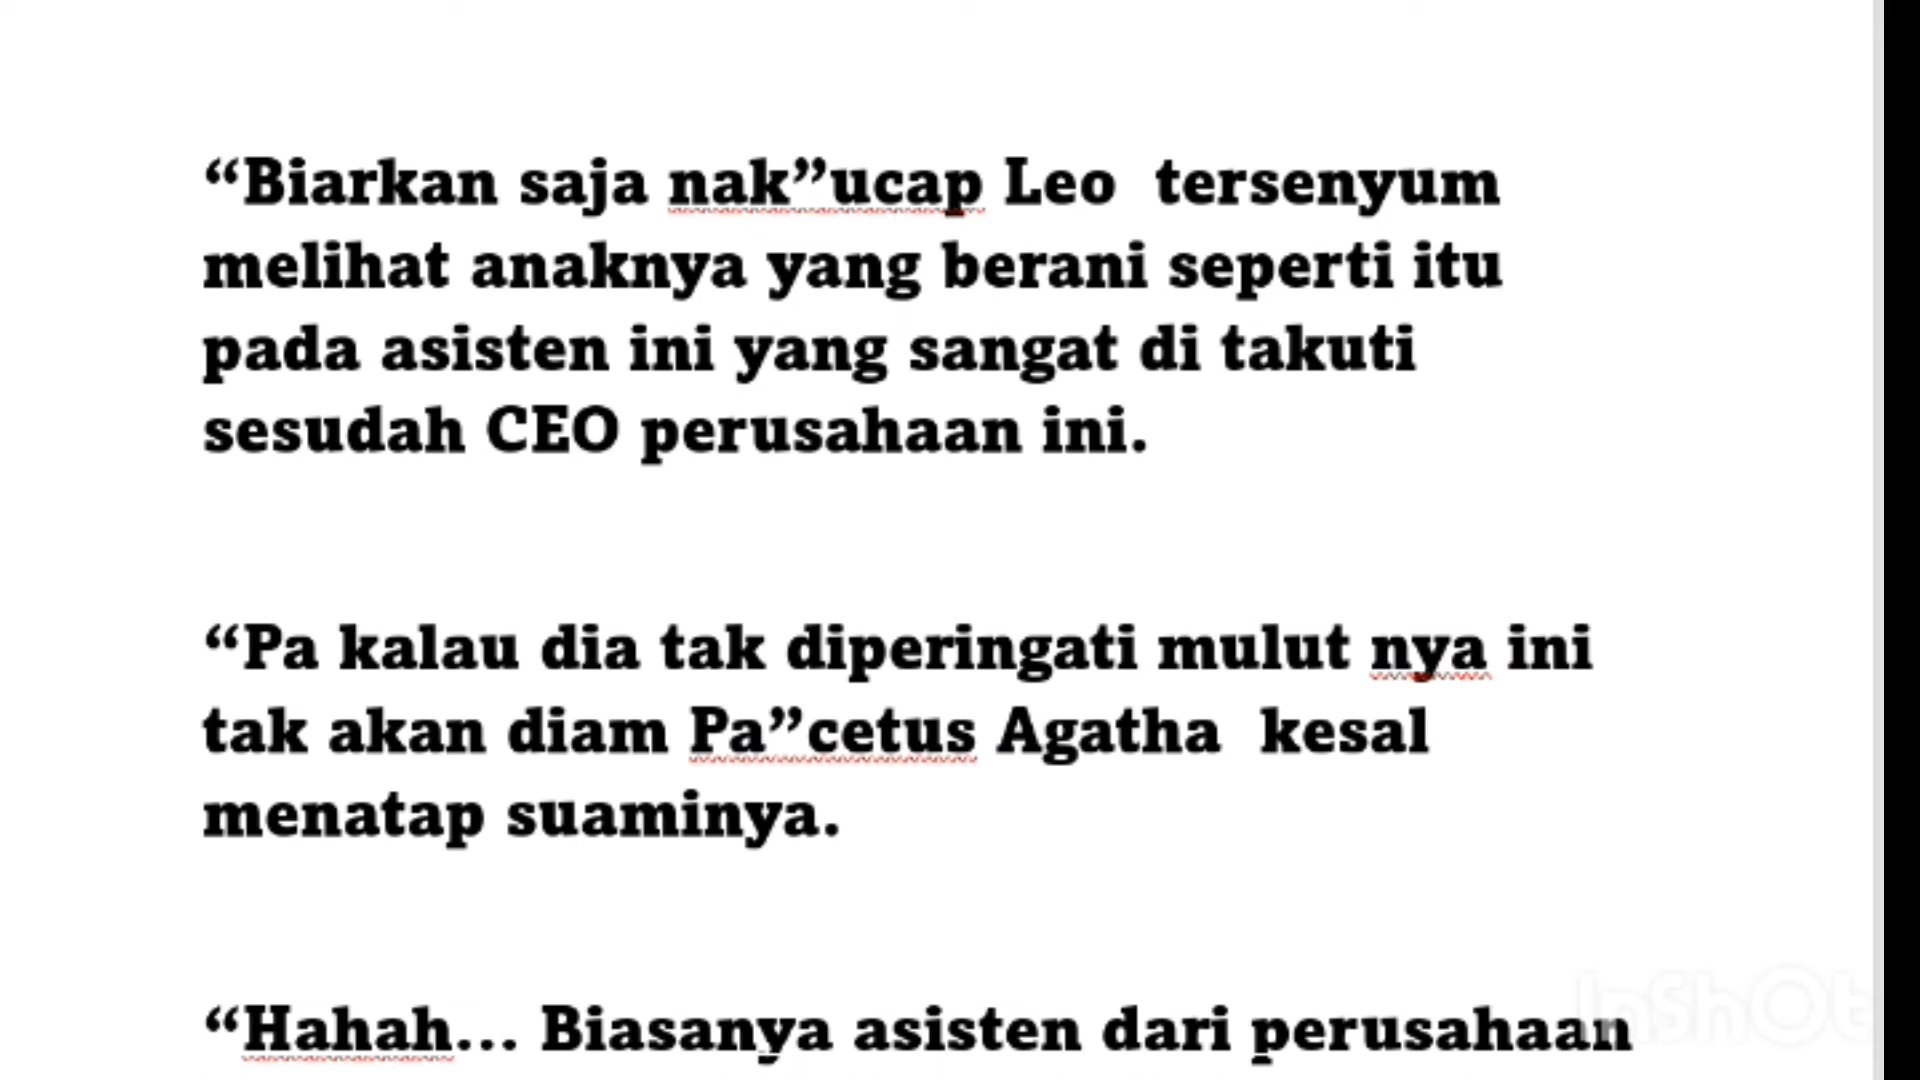 “Biarkan saja nak”ucap Leo  tersenyum
melihat anaknya yang berani seperti itu
pada asisten ini yang sangat di takuti
sesudah CEO perusahaan ini.
“Pa kalau dia tak diperingati mulut nya ini
tak akan diam Pa”cetus Agatha  kesal
menatap suaminya.
“Hahah... Biasanya asisten dari perusahaan
InShOt